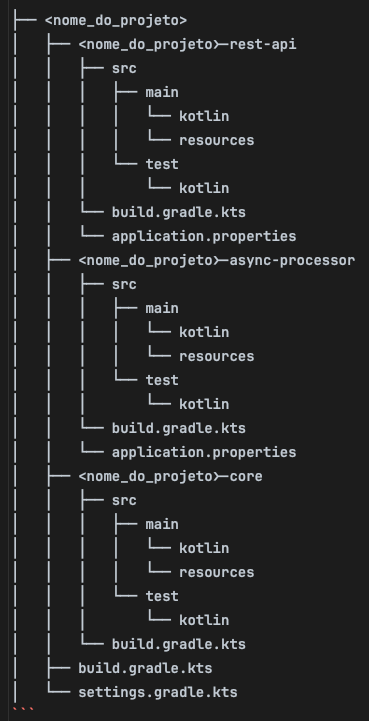 ├── <nome_do_projeto>
│   ├── <nome_do_projeto>-rest-api
│   │   ├── src
│   │   │   ├── main
│   │   │   │   └── kotlin
│   │   │   │   └── resources
│   │   │   └── test
│   │   │       └── kotlin
│   │   └── build.gradle.kts
│   │   └── application.properties
│   ├── <nome_do_projeto>-async-processor
│   │   ├── src
│   │   │   ├── main
│   │   │   │   └── kotlin
│   │   │   │   └── resources
│   │   │   └── test
│   │   │       └── kotlin
│   │   └── build.gradle.kts
│   │   └── application.properties
│   ├── <nome_do_projeto>-core
│   │   ├── src
│   │   │   ├── main
│   │   │   │   └── kotlin
│   │   │   │   └── resources
│   │   │   └── test
│   │   │       └── kotlin
│   │   └── build.gradle.kts
│   ├── build.gradle.kts
│   └── settings.gradle.kts
```